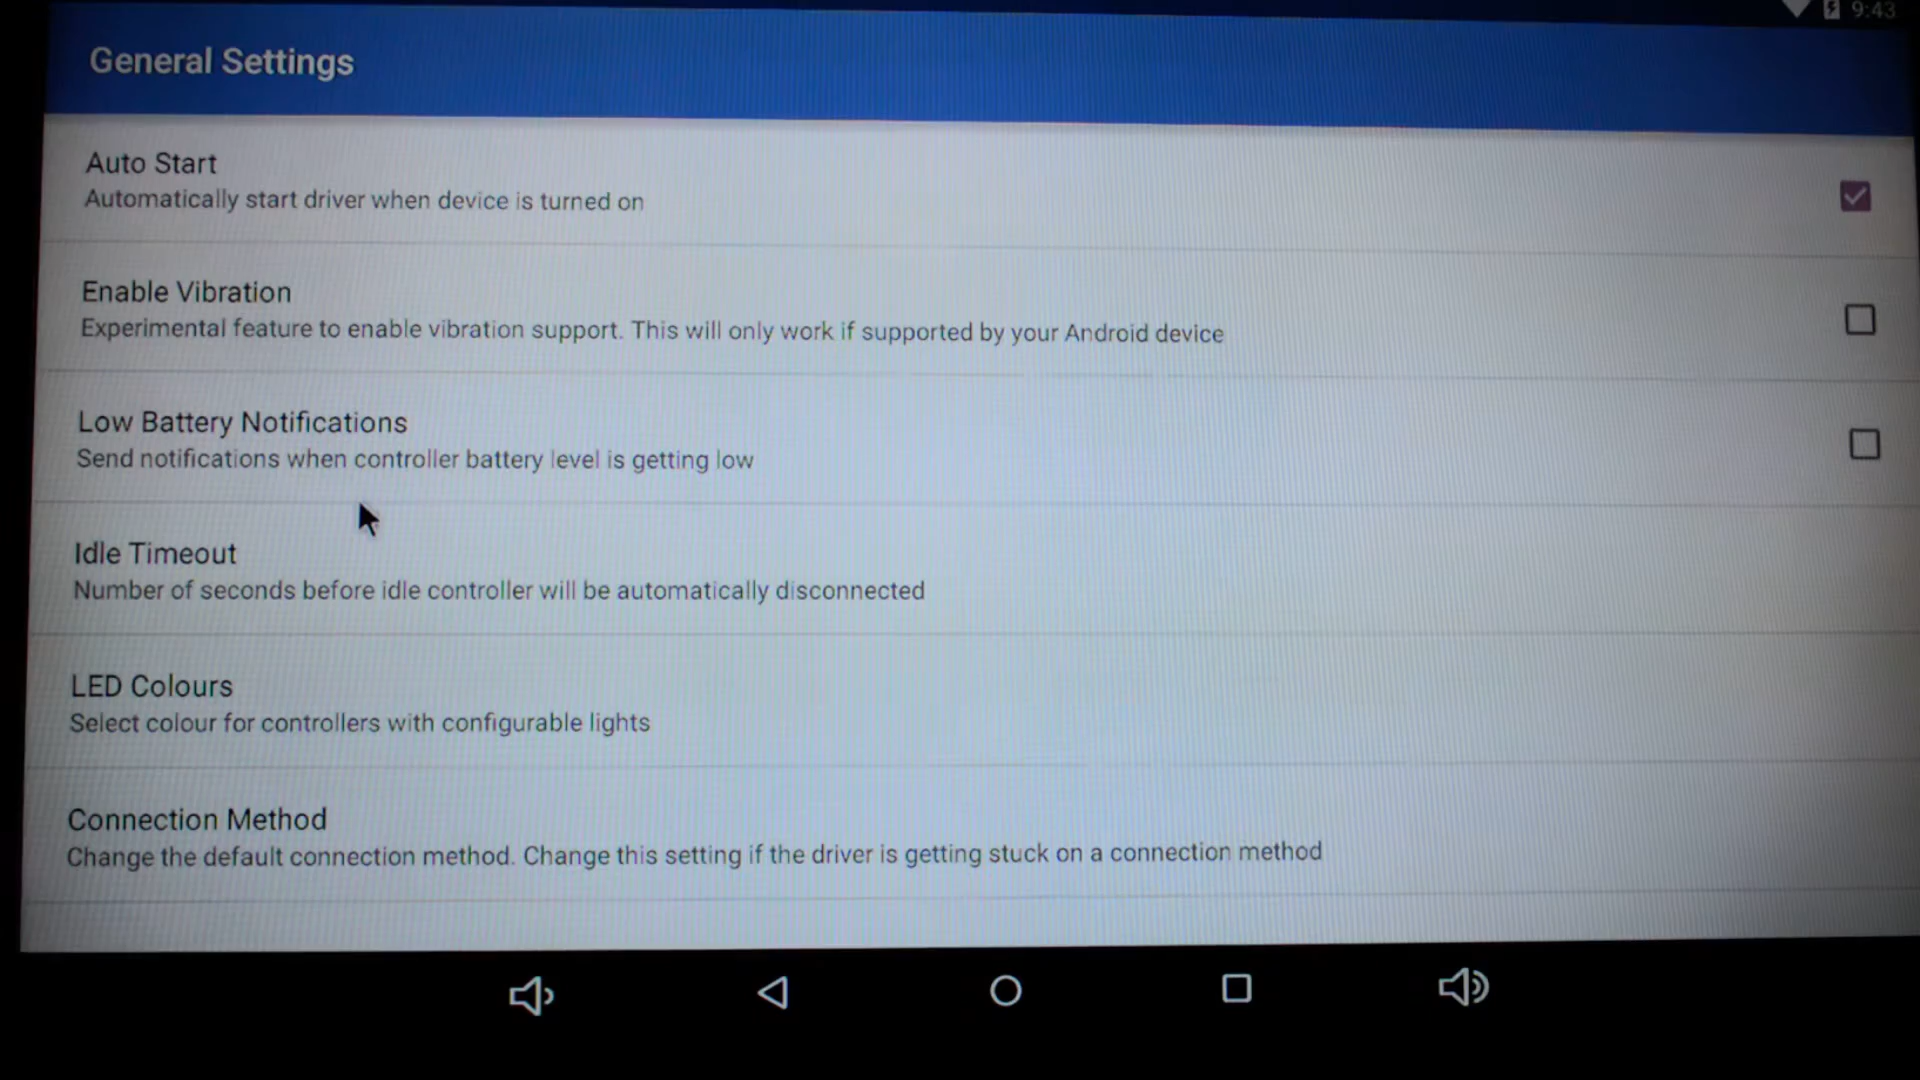 9:43
General Settings
Auto Start
Automatically start driver when device is turned on
Enable Vibration
Experimental feature to enable vibration support. This will only work if supported by your Android device
Low Battery Notifications
Send notifications when controller battery level is getting low
Idle Timeout
Number of seconds before idle controller will be automatically disconnected
LED Colours
Select colour for controllers with configurable lights
Connection Method
Change the default connection method. Change this setting if the driver is getting stuck on a connection method